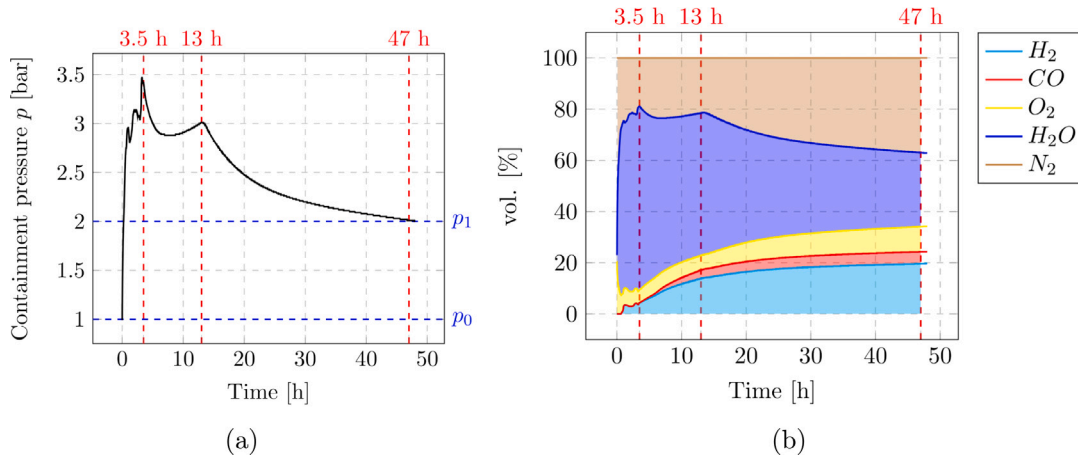 3.5 h 13 h 47 h
3.5
3
2.5
2
1.5
1
Containment pressure p [bar]
p₁
p₀
0 10 20 30 40 50
Time [h]
(a)
3.5 h 13 h 47 h
100
80
60
40
20
0
vol. [%]
0 10 20 30 40 50
Time [h]
(b)
H₂
CO
O₂
H₂O
N₂